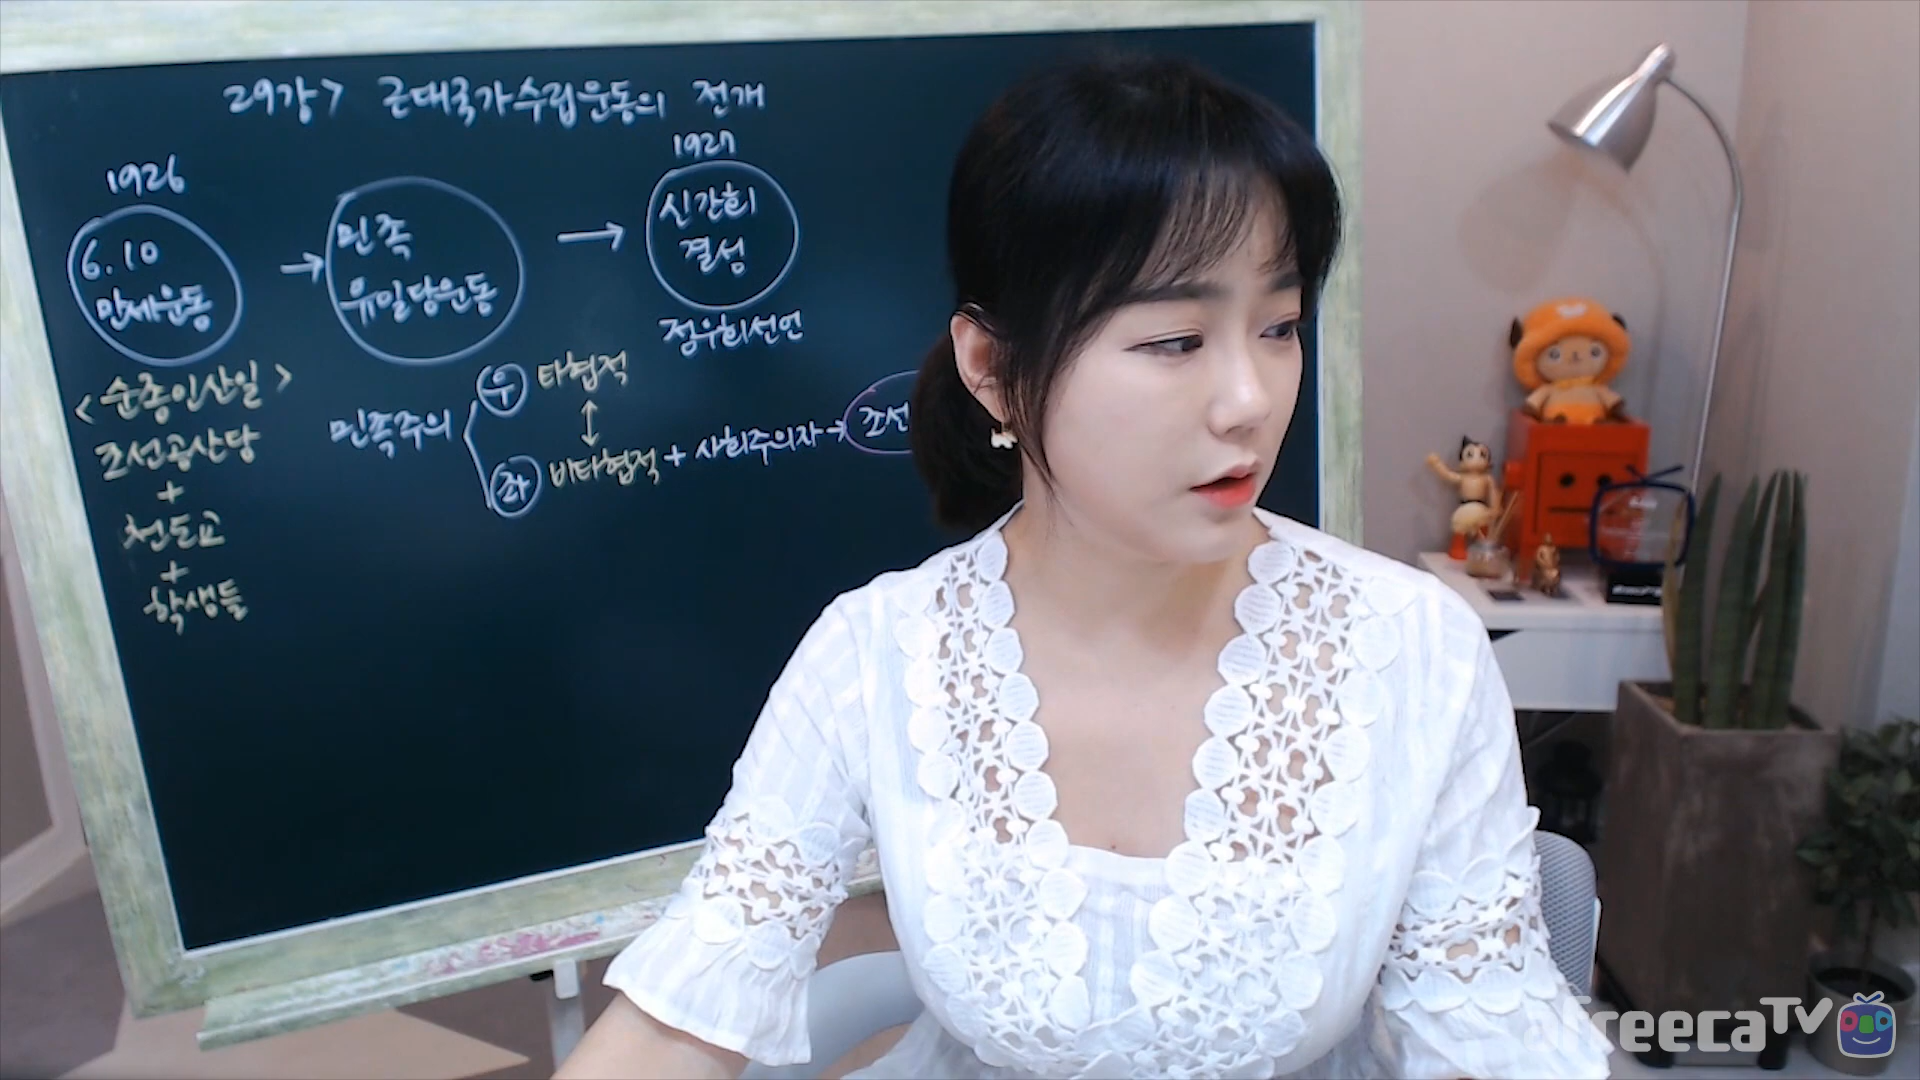 29강> 근대국가수립운동의 전개
1926
6.10
만세운동
<순종인산일>
조선공산당
+
천도교
+
학생들
→
민족
유일당운동
→
1927
신간회
결성
정우회선언
민족주의
우 타협적
↕
좌 비타협적 + 사회주의자 → 조선
afreecaTV